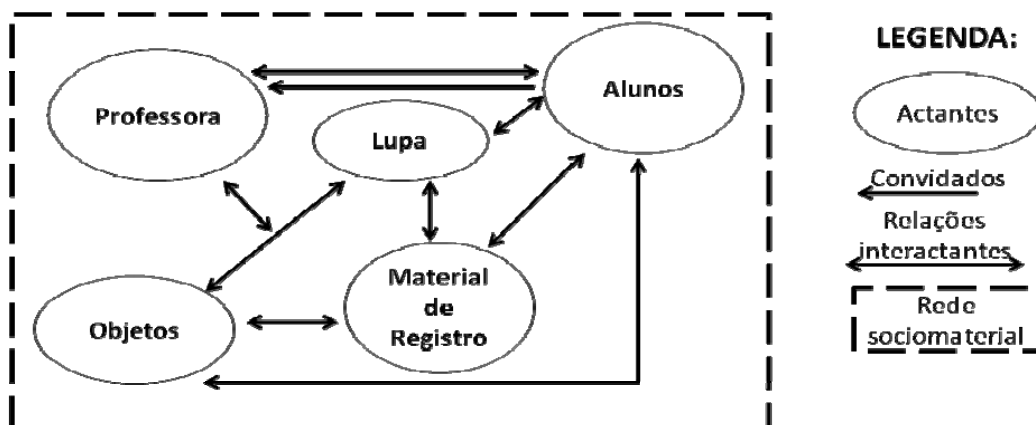 Professora
Lupa
Alunos
Objetos
Material
de
Registro
LEGENDA:
Actantes
Convidados
Relações
interactantes
Rede
sociomaterial